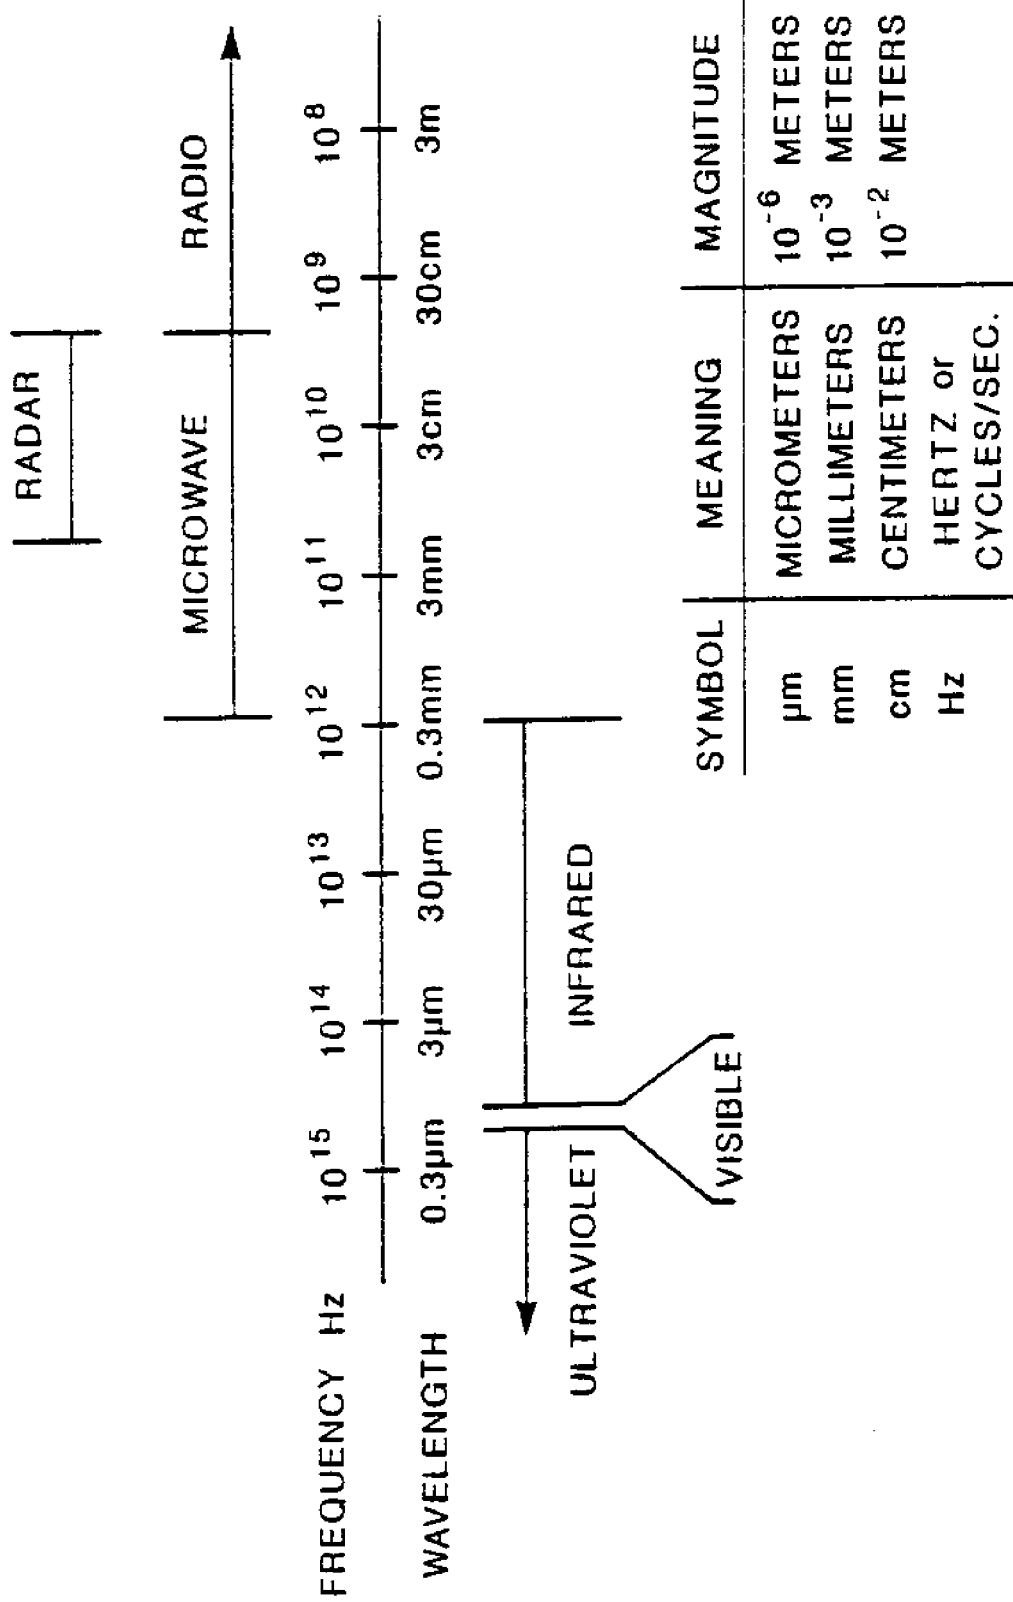 RADAR
MICROWAVE RADIO
FREQUENCY Hz 10^15 10^14 10^13 10^12 10^11 10^10 10^9 10^8
WAVELENGTH 0.3µm 3µm 30µm 0.3mm 3mm 3cm 30cm 3m
ULTRAVIOLET INFRARED
VISIBLE
SYMBOL MEANING MAGNITUDE
µm MICROMETERS 10^-6 METERS
mm MILLIMETERS 10^-3 METERS
cm CENTIMETERS 10^-2 METERS
Hz HERTZ or
CYCLES/SEC.